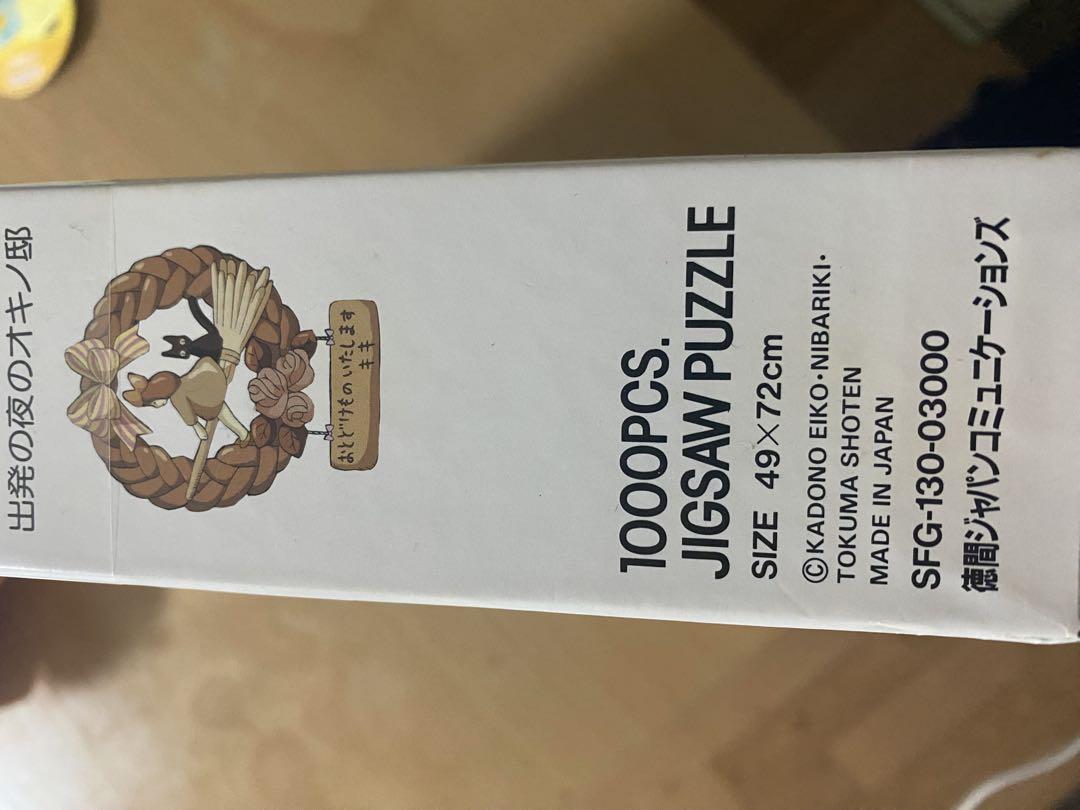 出発の夜のオキノ邸
おとどけものいたします
キキ
1000PCS.
JIGSAW PUZZLE
SIZE 49×72cm
©KADONO EIKO·NIBARIKI·
TOKUMA SHOTEN
MADE IN JAPAN
SFG-130-03000
徳間ジャパンコミュニケーションズ